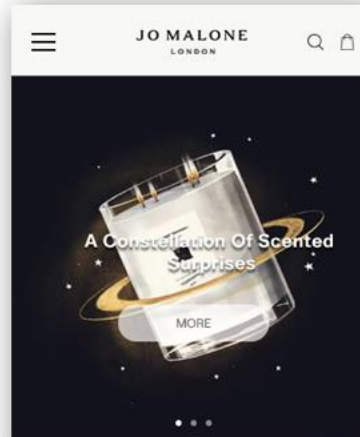 JO MALONE
LONDON
A Constellation Of Scented
Surprises
MORE